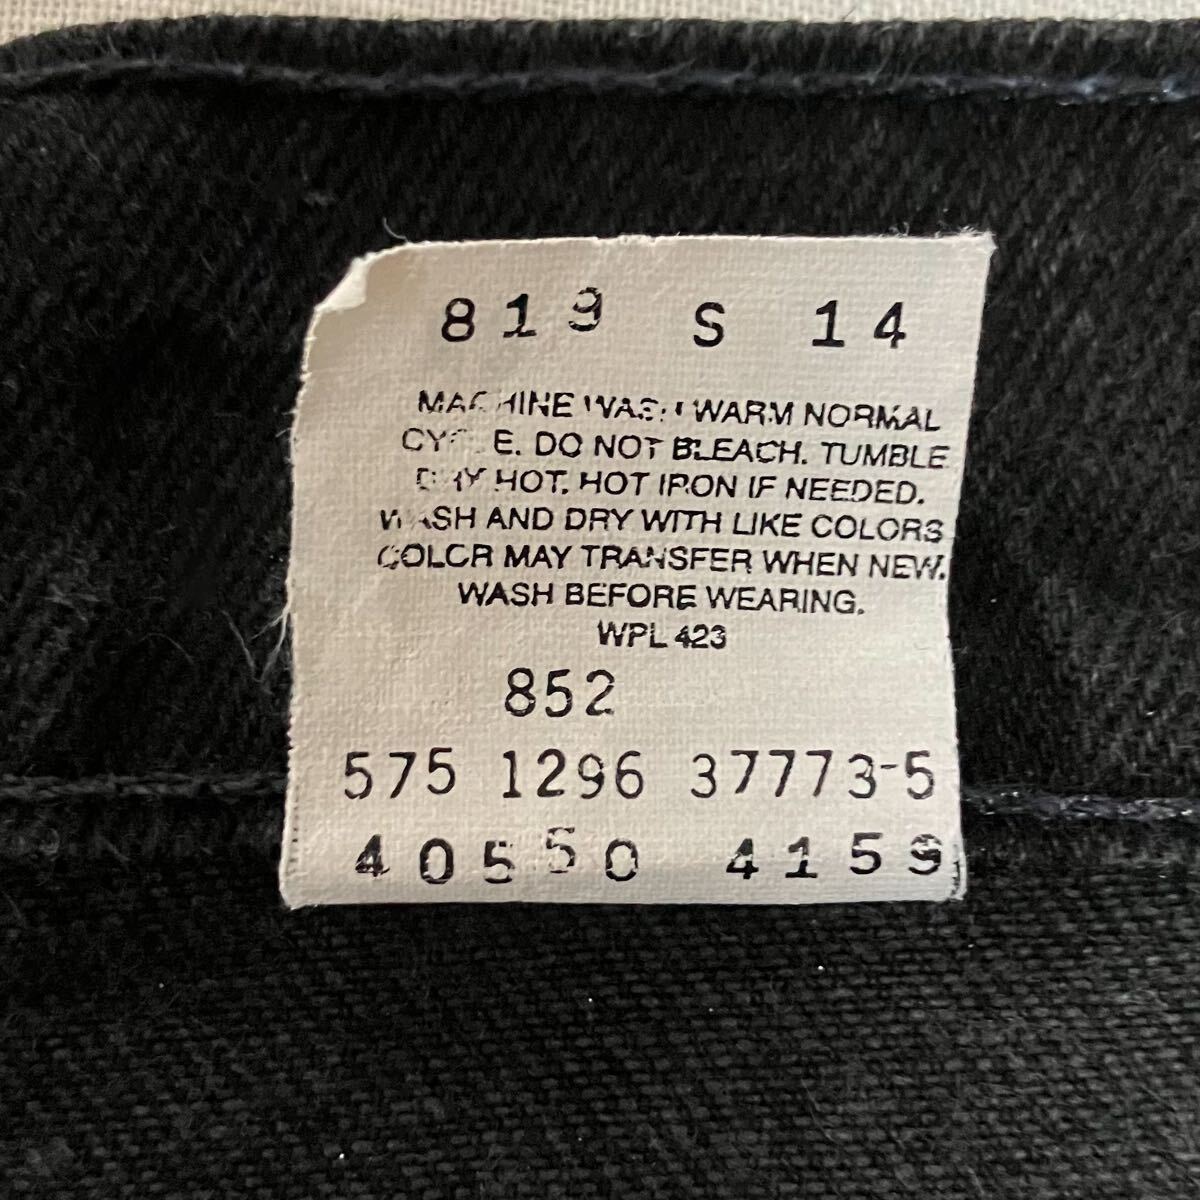 819 S 14
MACHINE WASH WARM NORMAL
CYCLE. DO NOT BLEACH. TUMBLE
DRY HOT. HOT IRON IF NEEDED.
WASH AND DRY WITH LIKE COLORS
COLOR MAY TRANSFER WHEN NEW.
WASH BEFORE WEARING.
WPL 423
852
575 1296 37773-5
40550 4159